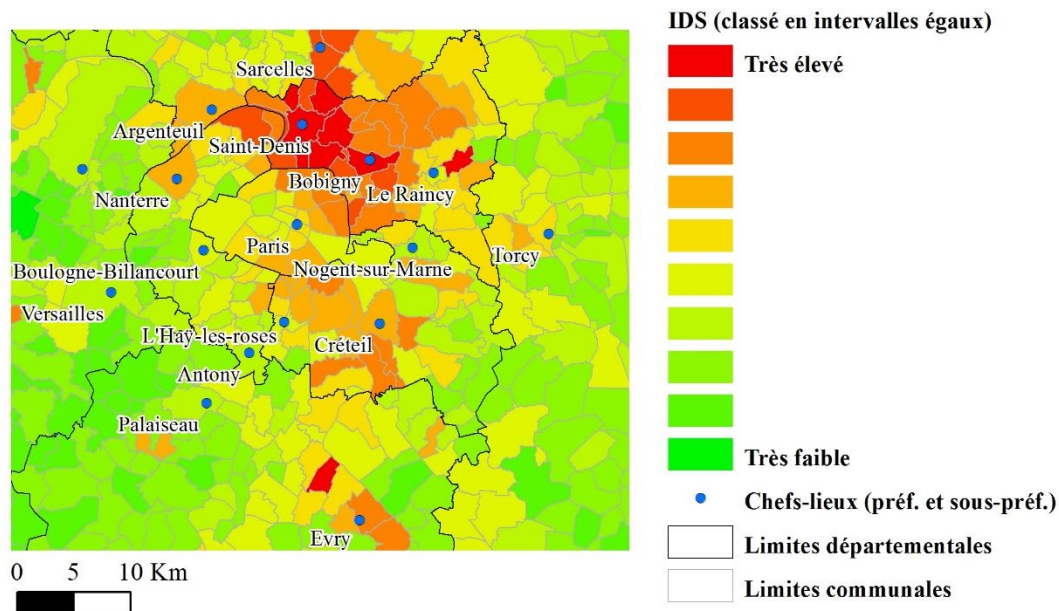 Sarcelles
Argenteuil
Saint-Denis
Bobigny
Le Raincy
Nanterre
Paris
Torcy
Boulogne-Billancourt
Nogent-sur-Marne
Versailles
L'Haÿ-les-roses
Créteil
Antony
Palaiseau
Evry
0 5 10 Km
IDS (classé en intervalles égaux)
Très élevé
Très faible
Chefs-lieux (préf. et sous-préf.)
Limites départementales
Limites communales